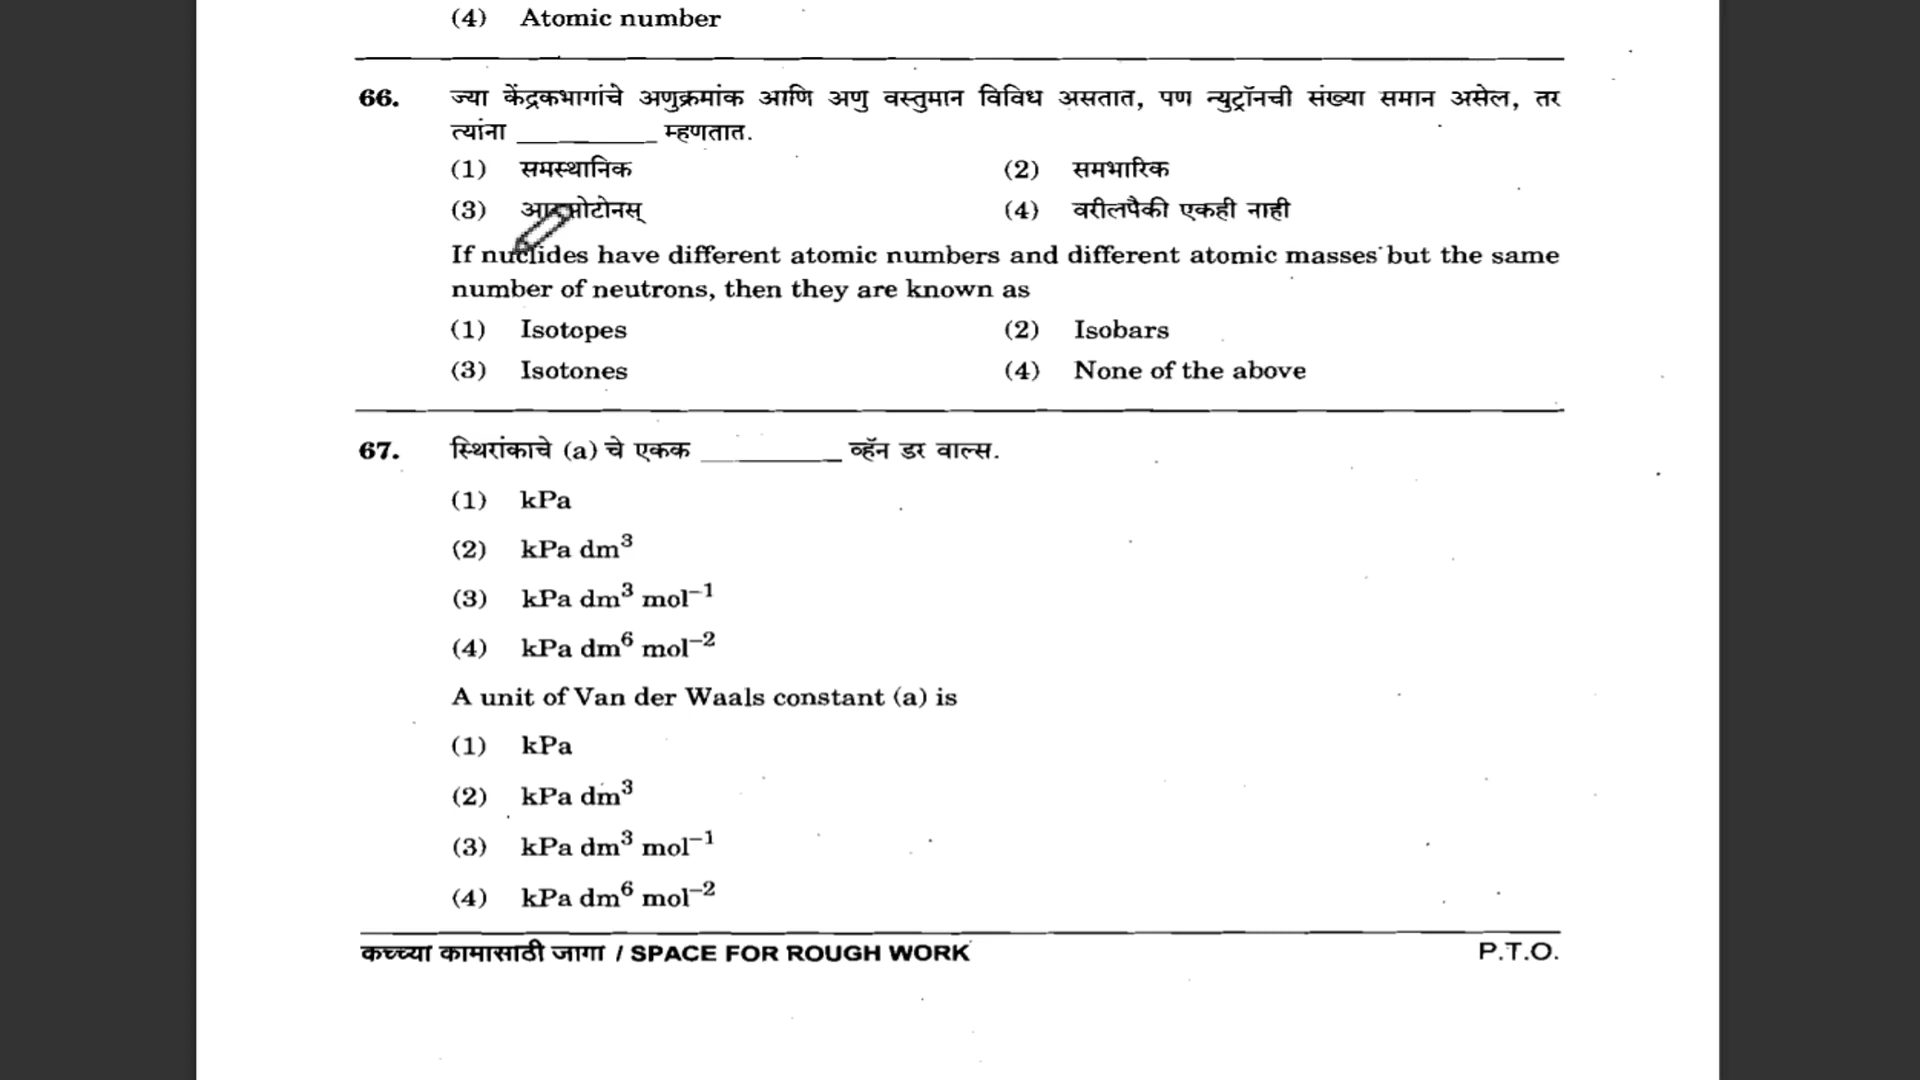 (4) Atomic number
66. ज्या केंद्रकभागांचे अणुक्रमांक आणि अणु वस्तुमान विविध असतात, पण न्युट्रॉनची संख्या समान असेल, तर
त्यांना __________ म्हणतात.
(1) समस्थानिक (2) समभारिक
(3) (4) वरीलपैकी एकही नाही
If nuclides have different atomic numbers and different atomic masses but the same
number of neutrons, then they are known as
(1) Isotopes (2) Isobars
(3) Isotones (4) None of the above
67. स्थिरांकाचे (a) चे एकक __________ व्हॅन डर वाल्स.
(1) kPa
(2) kPa dm³
(3) kPa dm³ mol⁻¹
(4) kPa dm⁶ mol⁻²
A unit of Van der Waals constant (a) is
(1) kPa
(2) kPa dm³
(3) kPa dm³ mol⁻¹
(4) kPa dm⁶ mol⁻²
कच्च्या कामासाठी जागा / SPACE FOR ROUGH WORK P.T.O.